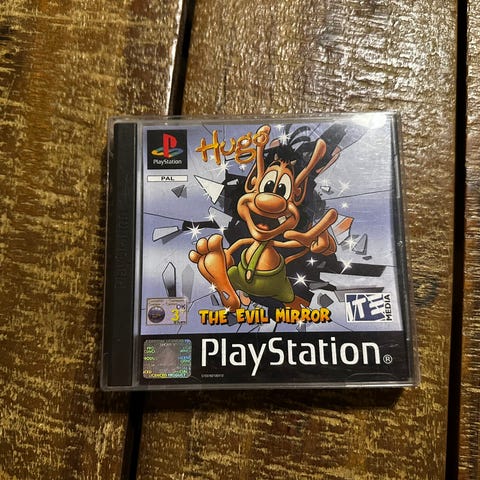 PlayStation
PAL
Hugo
3
THE EVIL MIRROR
ITE
MEDIA
PlayStation®